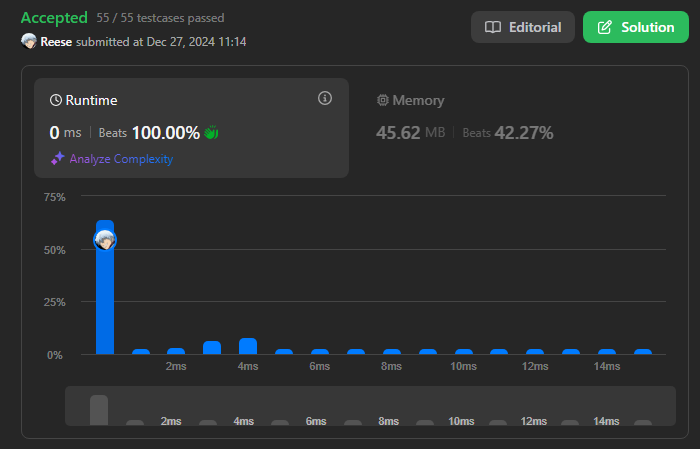 Accepted 55 / 55 testcases passed
Reese submitted at Dec 27, 2024 11:14
Editorial
Solution
Runtime
0 ms Beats 100.00%
Analyze Complexity
Memory
45.62 MB Beats 42.27%
75%
50%
25%
0%
2ms 4ms 6ms 8ms 10ms 12ms 14ms
2ms 4ms 6ms 8ms 10ms 12ms 14ms